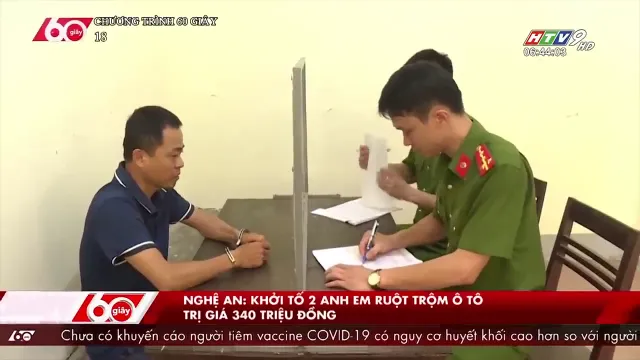 60 giây
CHƯƠNG TRÌNH 60 GIÂY
18
HTV9 HD
06:44:03
60 giây
NGHỆ AN: KHỞI TỐ 2 ANH EM RUỘT TRỘM Ô TÔ
TRỊ GIÁ 340 TRIỆU ĐỒNG
Chưa có khuyến cáo người tiêm vaccine COVID-19 có nguy cơ huyết khối cao hơn so với người